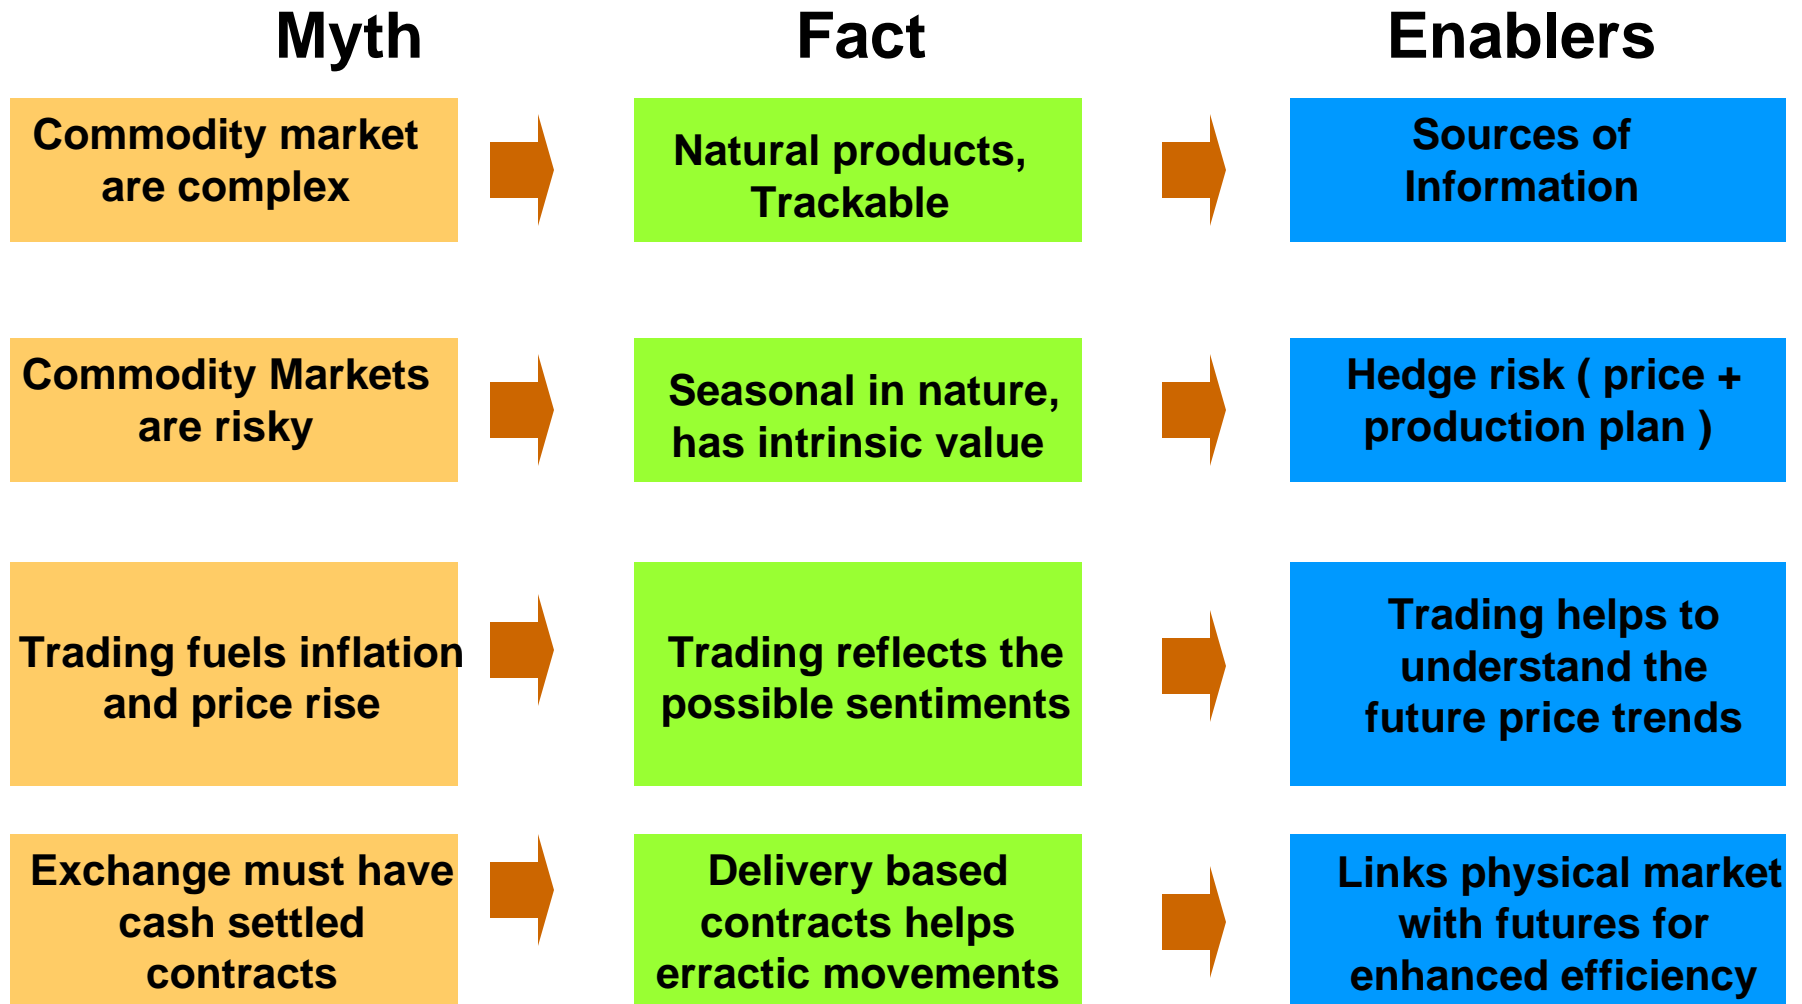 Myth
Fact
Enablers
Commodity market
are complex
Natural products,
Trackable
Sources of
Information
Commodity Markets
are risky
Seasonal in nature,
has intrinsic value
Hedge risk ( price +
production plan )
Trading fuels inflation
and price rise
Trading reflects the
possible sentiments
Trading helps to
understand the
future price trends
Exchange must have
cash settled
contracts
Delivery based
contracts helps
erractic movements
Links physical market
with futures for
enhanced efficiency